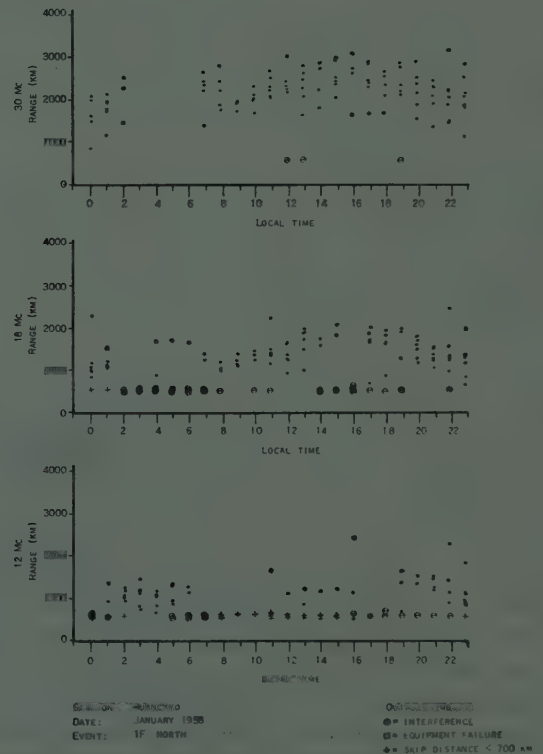 4000
3000
2000
0
30 Mc
RANGE (KM)
0 2 4 6 8 10 12 14 16 18 20 22
LOCAL TIME
4000
3000
2000
0
18 Mc
RANGE (KM)
0 2 4 6 8 10 12 14 16 18 20 22
LOCAL TIME
4000
0
12 Mc
RANGE (KM)
0 2 4 6 8 10 12 14 16 18 20 22
DATE: JANUARY 1958
EVENT: 1F NORTH
= INTERFERENCE
= EQUIPMENT FAILURE
+ = SKIP DISTANCE < 700 KM